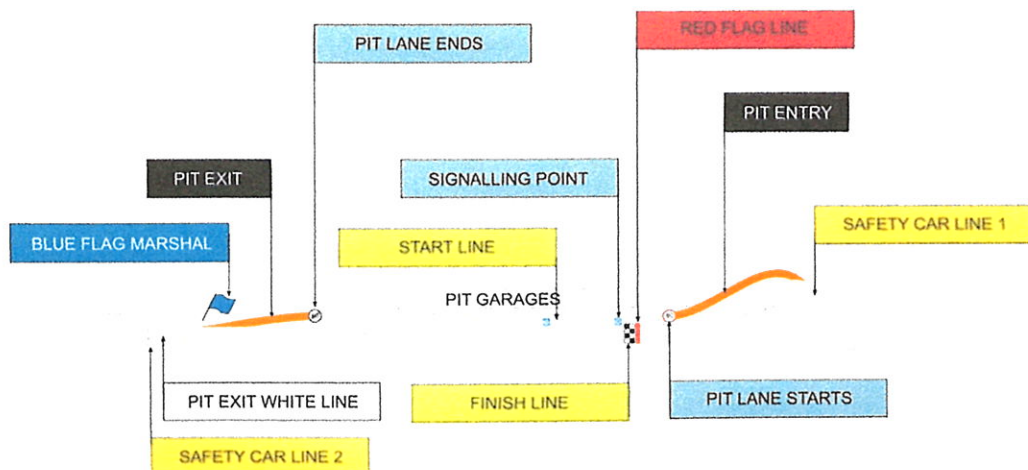 RED FLAG LINE
PIT LANE ENDS
PIT ENTRY
PIT EXIT
SIGNALLING POINT
BLUE FLAG MARSHAL
START LINE
SAFETY CAR LINE 1
PIT GARAGES
PIT EXIT WHITE LINE
FINISH LINE
PIT LANE STARTS
SAFETY CAR LINE 2